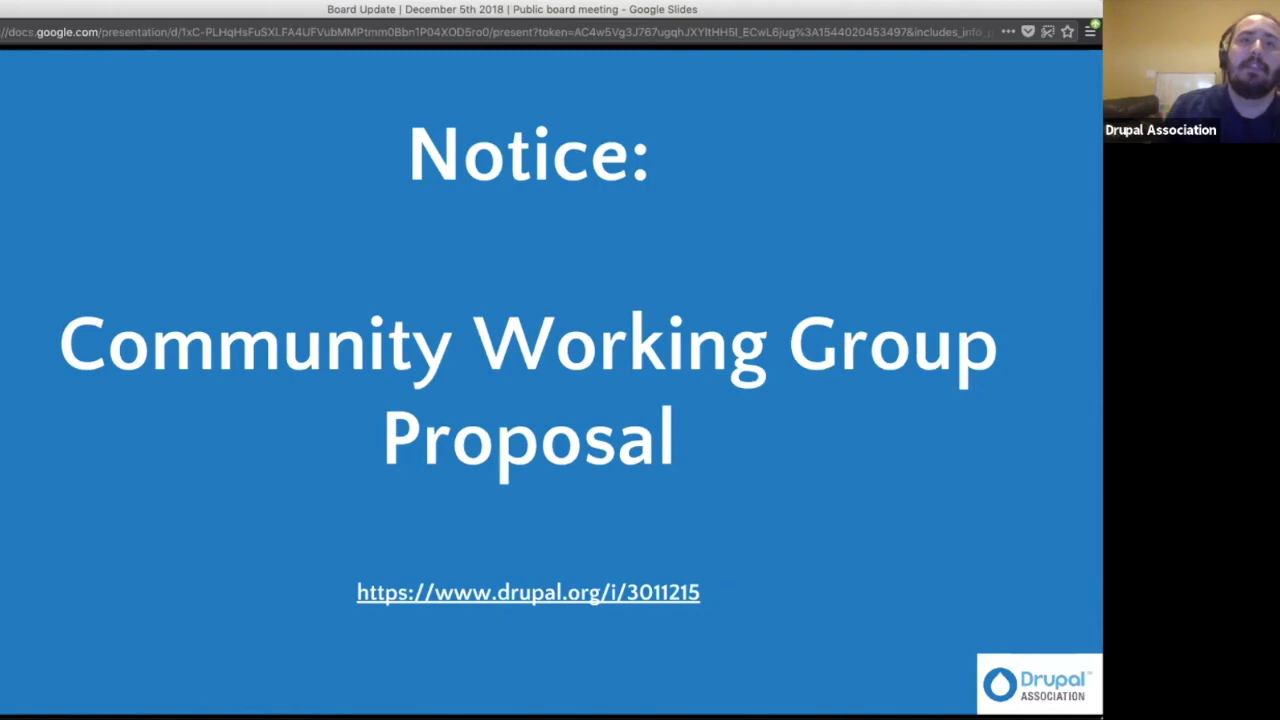 Board Update | December 5th 2018 | Public board meeting - Google Slides
Drupal Association
Notice:
Community Working Group
Proposal
https://www.drupal.org/i/3011215
Drupal™
ASSOCIATION